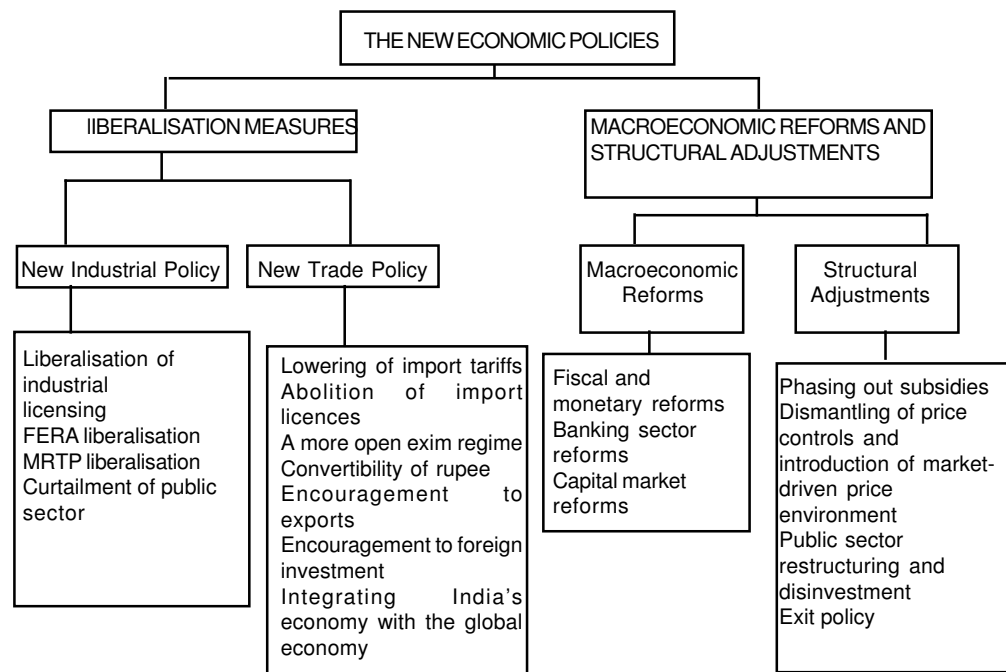 THE NEW ECONOMIC POLICIES
lIBERALISATION MEASURES
MACROECONOMIC REFORMS AND
STRUCTURAL ADJUSTMENTS
New Industrial Policy
New Trade Policy
Macroeconomic
Reforms
Structural
Adjustments
Liberalisation of
industrial
licensing
FERA liberalisation
MRTP liberalisation
Curtailment of public
sector
Lowering of import tariffs
Abolition of import
licences
A more open exim regime
Convertibility of rupee
Encouragement to
exports
Encouragement to foreign
investment
Integrating India's
economy with the global
economy
Fiscal and
monetary reforms
Banking sector
reforms
Capital market
reforms
Phasing out subsidies
Dismantling of price
controls and
introduction of market-
driven price
environment
Public sector
restructuring and
disinvestment
Exit policy